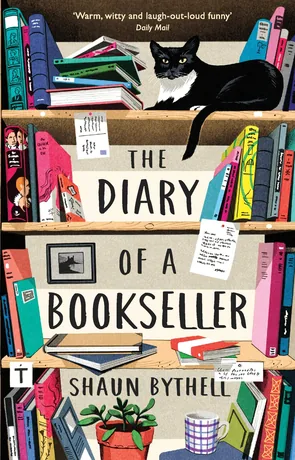 ‘Warm, witty and laugh-out-loud funny’
Daily Mail
THE
DIARY
OF A
BOOKSELLER
SHAUN BYTHELL